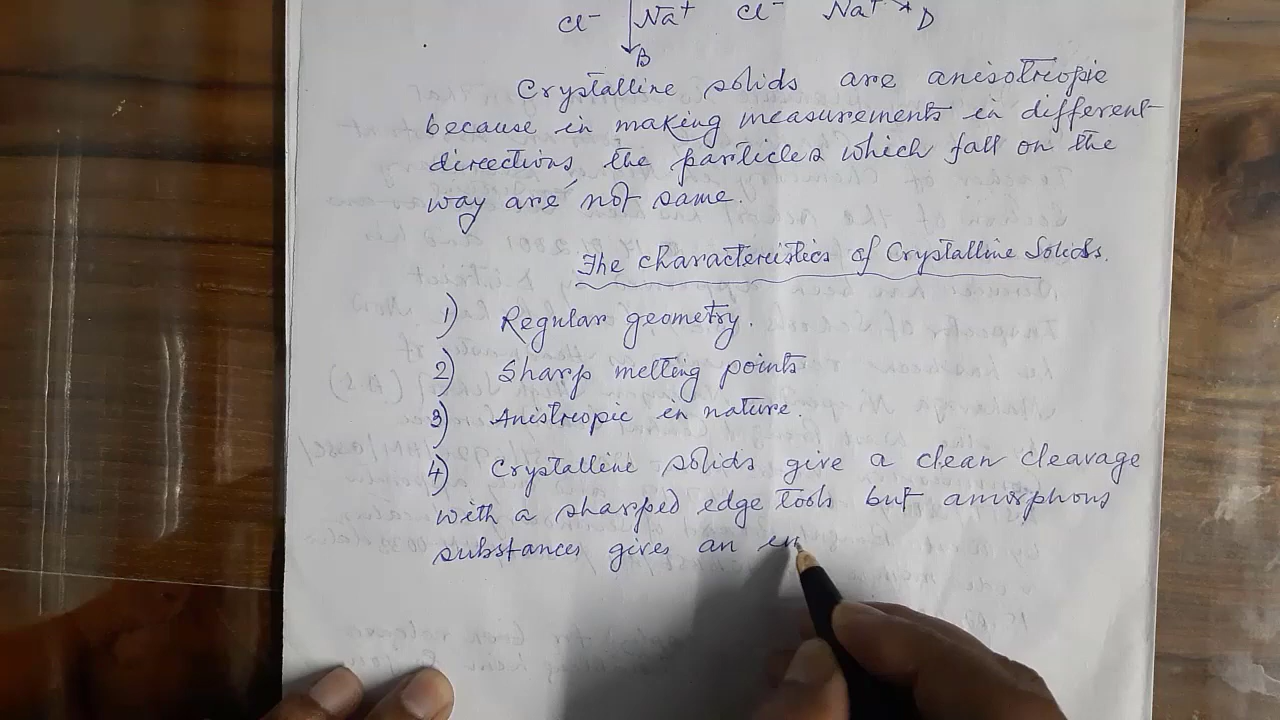 Cl⁻ Na⁺ Cl⁻ Na⁺ D
B
Crystalline solids are anisotriopic
because in making measurements in different
directions, the particles which fall on the
way are not same.
The characteristics of Crystalline Solids.
1) Regular geometry.
2) Sharp melting points
3) Anistriopic in nature.
4) Crystalline solids give a clean cleavage
with a sharped edge tools but amorphous
substances gives an